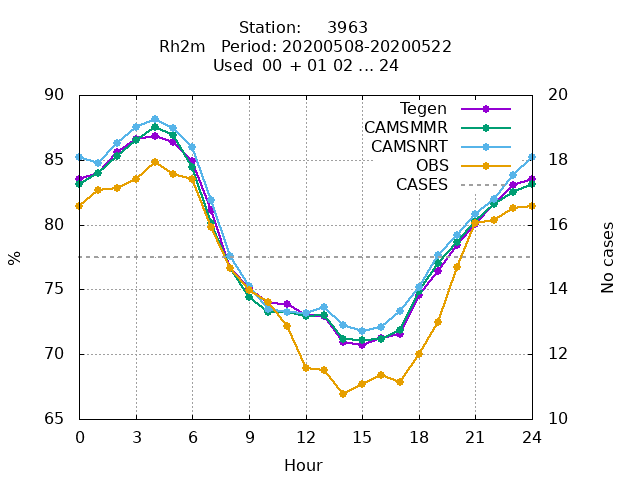 Station: 3963
Rh2m Period: 20200508-20200522
Used 00 + 01 02 ... 24
90 20
Tegen
CAMSMMR
CAMSNRT
85 18
OBS
CASES
80 16
% No cases
75 14
70 12
65 10
0 3 6 9 12 15 18 21 24
Hour